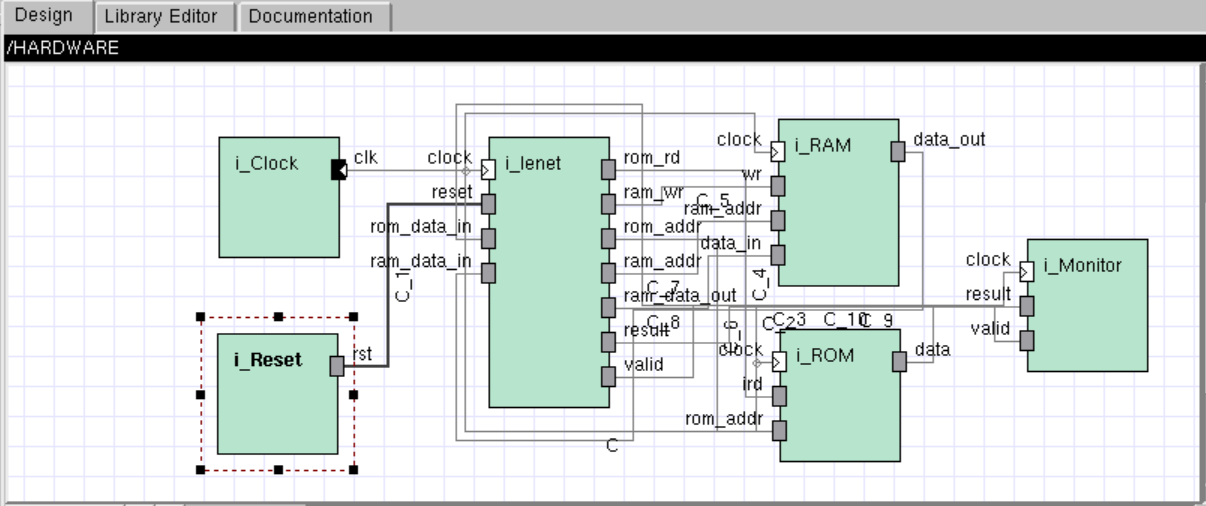 Design
Library Editor
Documentation
/HARDWARE
i_Clock
clk
clock
reset
rom_data_in
ram_data_in
C_1
i_Reset
rst
i_lenet
rom_rd
ram_wr
rom_addr
ram_addr
ram_data_out
result
valid
C_5
C_7
C_8
C_6
C_4
C
clock
wr
ram_addr
data_in
i_RAM
data_out
C_3
C_10
C_9
clock
ird
rom_addr
i_ROM
data
clock
result
valid
i_Monitor